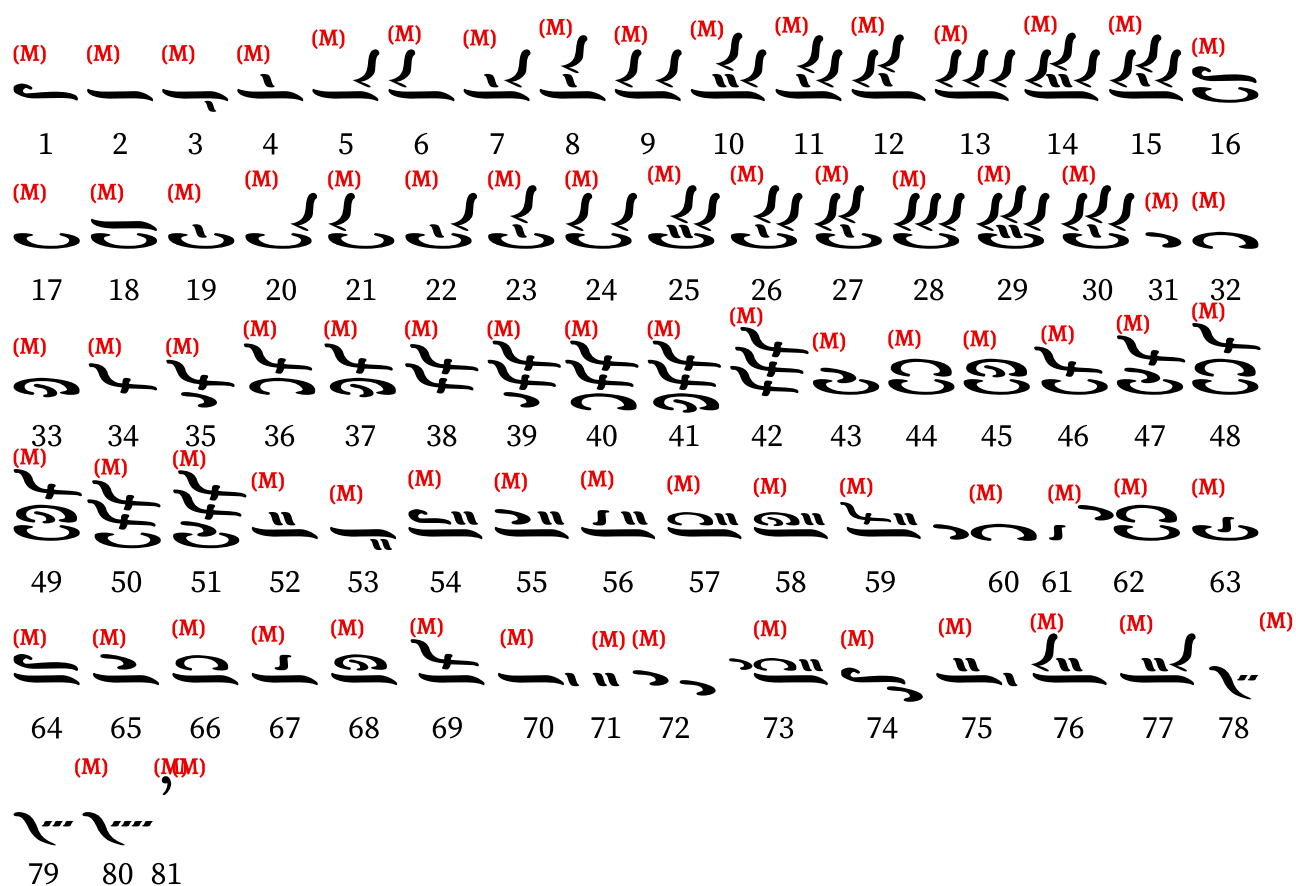 (M) (M) (M) (M) (M) (M) (M) (M) (M) (M) (M) (M) (M) (M) (M) (M)
1 2 3 4 5 6 7 8 9 10 11 12 13 14 15 16
(M) (M) (M) (M) (M) (M) (M) (M) (M) (M) (M) (M) (M) (M) (M) (M)
17 18 19 20 21 22 23 24 25 26 27 28 29 30 31 32
(M) (M) (M) (M) (M) (M) (M) (M) (M) (M) (M) (M) (M) (M) (M) (M)
33 34 35 36 37 38 39 40 41 42 43 44 45 46 47 48
(M) (M) (M) (M) (M) (M) (M) (M) (M) (M) (M) (M) (M) (M) (M)
49 50 51 52 53 54 55 56 57 58 59 60 61 62 63
(M) (M) (M) (M) (M) (M) (M) (M) (M) (M) (M) (M) (M) (M) (M)
64 65 66 67 68 69 70 71 72 73 74 75 76 77 78
(M) (M) (M)
79 80 81